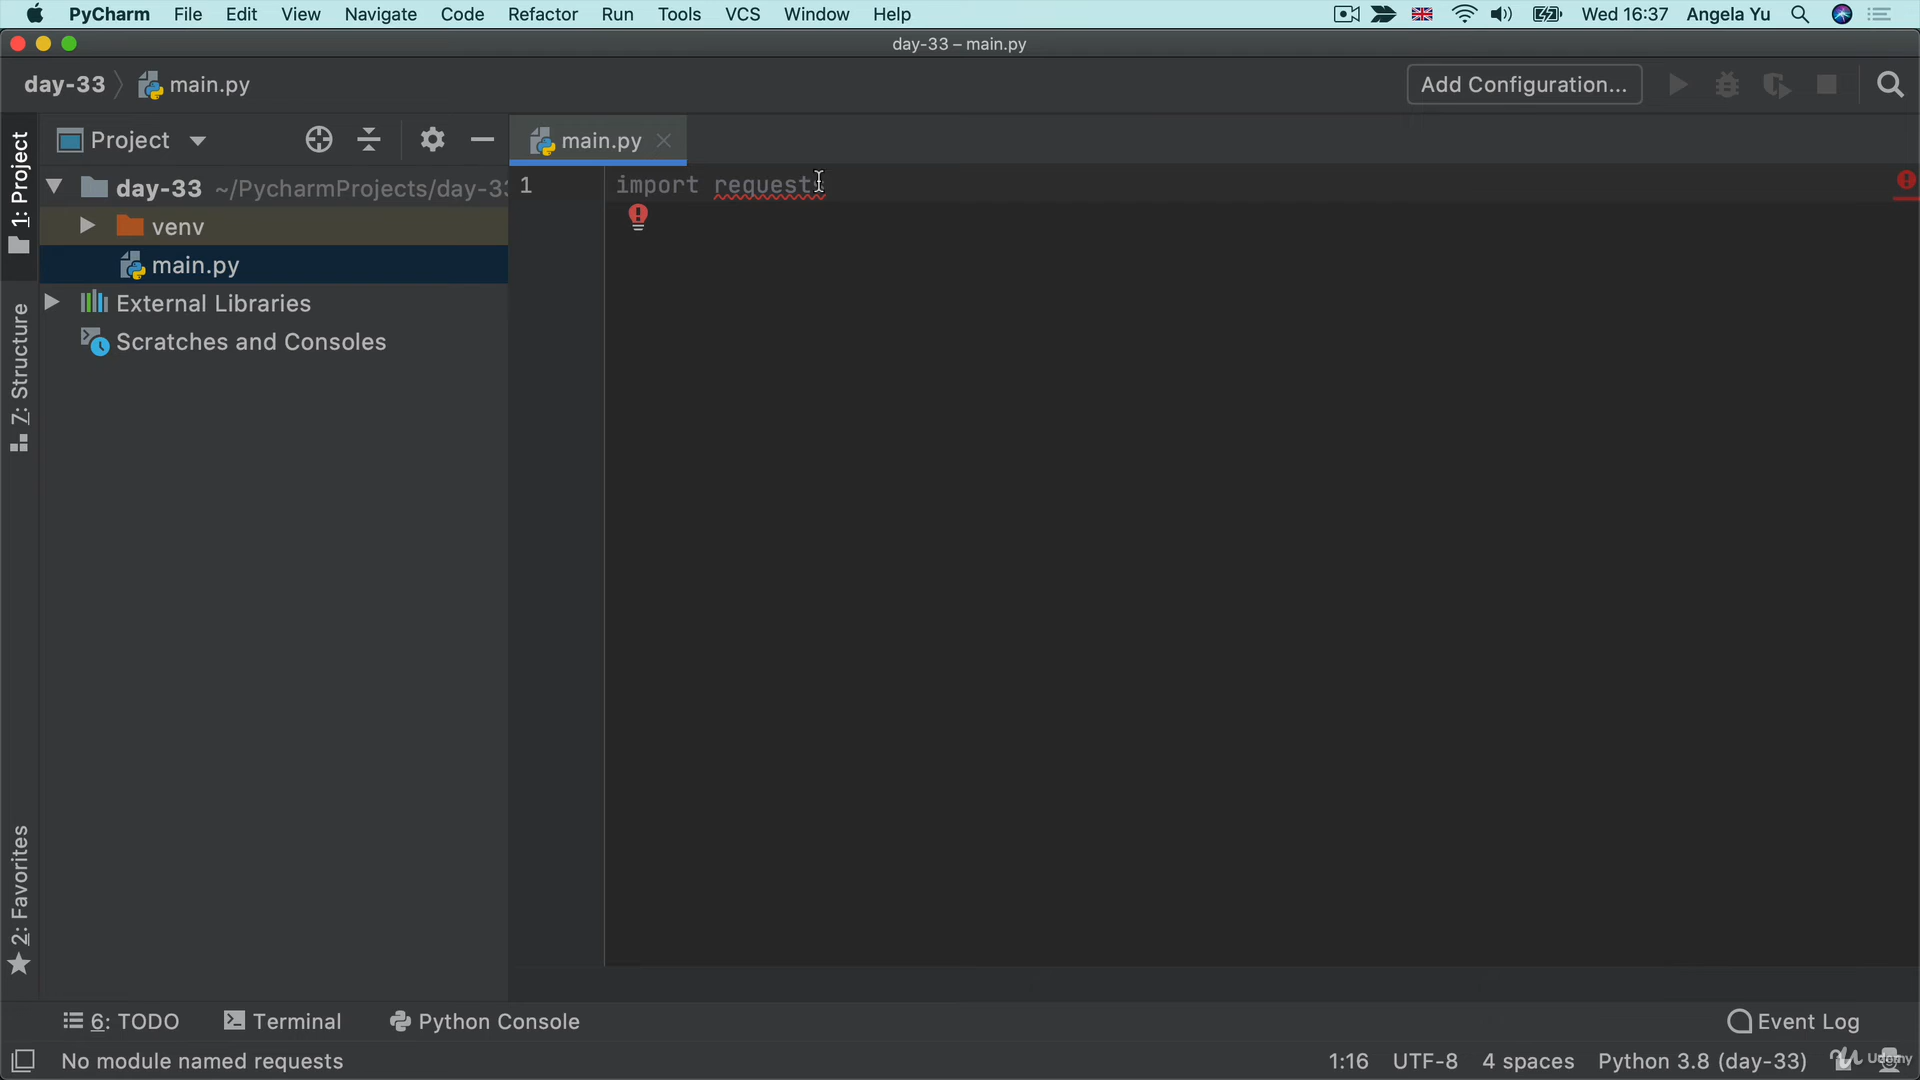 PyCharm File Edit View Navigate Code Refactor Run Tools VCS Window Help Wed 16:37 Angela Yu
day-33 – main.py
day-33 main.py Add Configuration...
Project main.py
1: Project
day-33 ~/PycharmProjects/day-33
venv
main.py
External Libraries
Scratches and Consoles
7: Structure
2: Favorites
1 import requests
6: TODO Terminal Python Console Event Log
No module named requests 1:16 UTF-8 4 spaces Python 3.8 (day-33)
Udemy